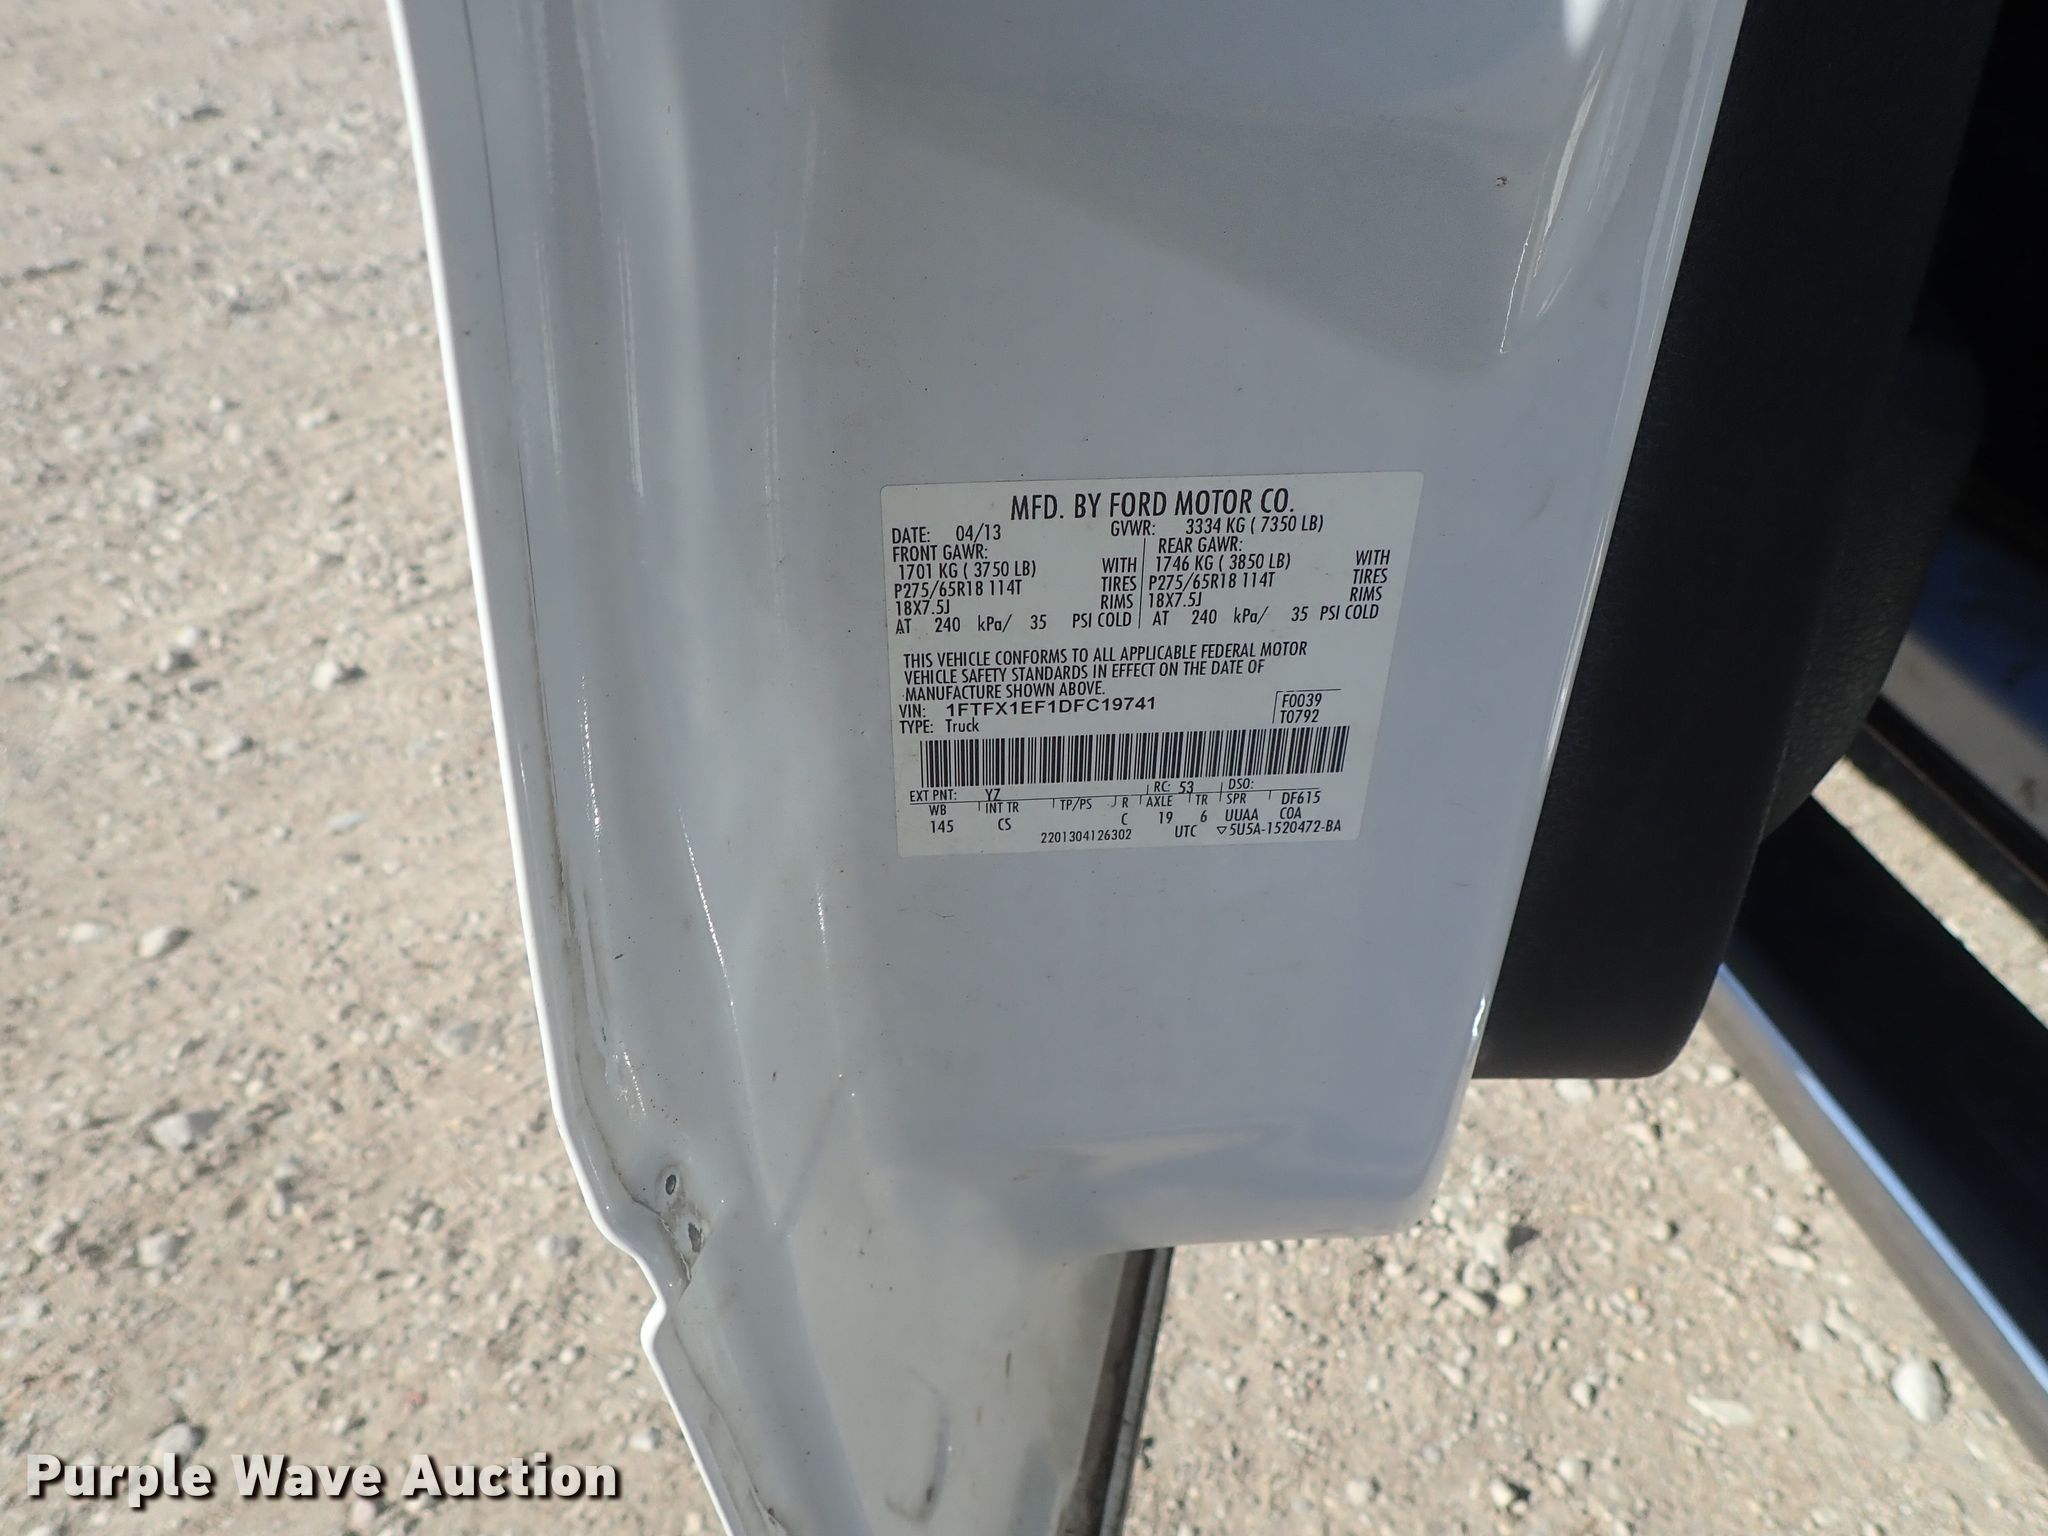 MFD. BY FORD MOTOR CO.
DATE: 04/13 GVWR: 3334 KG ( 7350 LB)
FRONT GAWR: REAR GAWR:
1701 KG ( 3750 LB) WITH 1746 KG ( 3850 LB) WITH
P275/65R18 114T TIRES P275/65R18 114T TIRES
18X7.5J RIMS 18X7.5J RIMS
AT 240 kPa/ 35 PSI COLD AT 240 kPa/ 35 PSI COLD
THIS VEHICLE CONFORMS TO ALL APPLICABLE FEDERAL MOTOR
VEHICLE SAFETY STANDARDS IN EFFECT ON THE DATE OF
MANUFACTURE SHOWN ABOVE.
VIN: 1FTFX1EF1DFC19741 F0039
TYPE: Truck T0792
EXT PNT: YZ RC: 53 DSO:
WB INT TR TP/PS R AXLE TR SPR DF615
145 CS C 19 6 UUAA COA
2201304126302 UTC ▽5U5A-1520472-BA
Purple Wave Auction